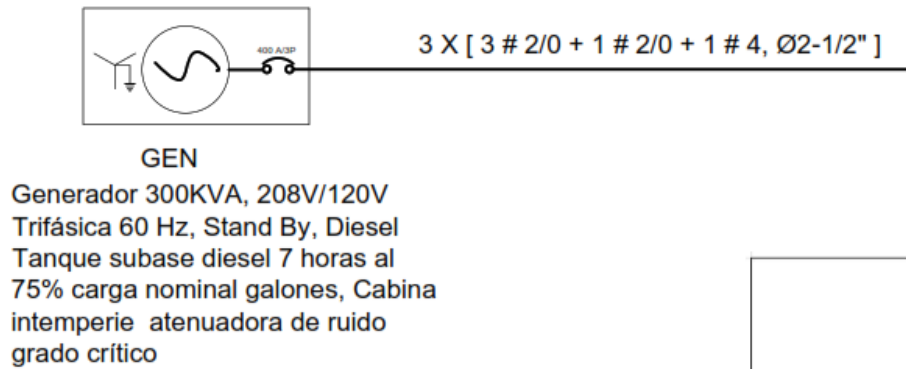 400 A/3P
3 X [ 3 # 2/0 + 1 # 2/0 + 1 # 4, Ø2-1/2" ]
GEN
Generador 300KVA, 208V/120V
Trifásica 60 Hz, Stand By, Diesel
Tanque subase diesel 7 horas al
75% carga nominal galones, Cabina
intemperie  atenuadora de ruido
grado crítico